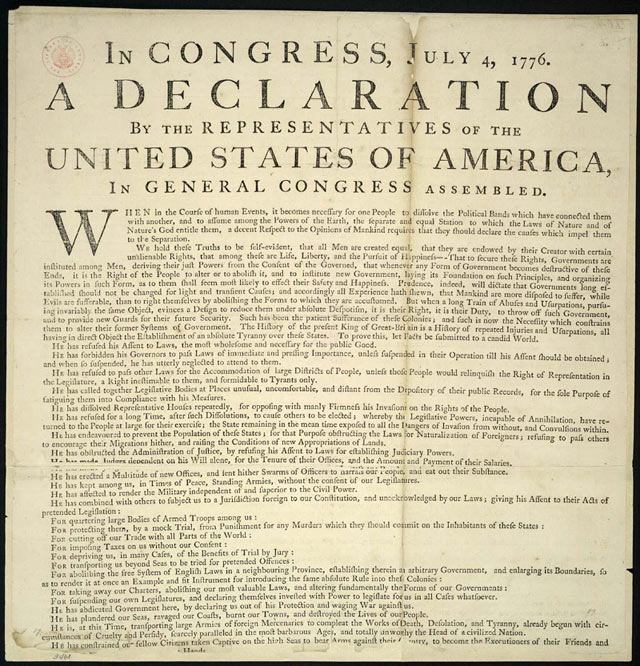 IN CONGRESS, JULY 4, 1776.
A DECLARATION
BY THE REPRESENTATIVES OF THE
UNITED STATES OF AMERICA,
IN GENERAL CONGRESS ASSEMBLED.
WHEN in the Courſe of human Events, it becomes neceſſary for one People to diſſolve the Political Bands which have connected them
with another, and to aſſume among the Powers of the Earth, the ſeparate and equal Station to which the Laws of Nature and of
Nature's God entitle them, a decent Reſpect to the Opinions of Mankind requires that they ſhould declare the cauſes which impel them
to the Separation.
WE hold theſe Truths to be ſelf-evident, that all Men are created equal, that they are endowed by their Creator with certain
unalienable Rights, that among theſe are Life, Liberty, and the Purſuit of Happineſs--That to ſecure theſe Rights, Governments are
inſtituted among Men, deriving their juſt Powers from the Conſent of the Governed, that whenever any Form of Government becomes deſtructive of theſe
Ends, it is the Right of the People to alter or to aboliſh it, and to inſtitute new Government, laying its Foundation on ſuch Principles, and organizing
its Powers in ſuch Form, as to them ſhall ſeem moſt likely to effect their Safety and Happineſs. Prudence, indeed, will dictate that Governments long eſ-
tabliſhed ſhould not be changed for light and tranſient Cauſes; and accordingly all Experience hath ſhewn, that Mankind are more diſpoſed to ſuffer, while
Evils are ſufferable, than to right themſelves by aboliſhing the Forms to which they are accuſtomed. But when a long Train of Abuſes and Uſurpations, purſu-
ing invariably the ſame Object, evinces a Deſign to reduce them under abſolute Deſpotiſm, it is their Right, it is their Duty, to throw off ſuch Government,
and to provide new Guards for their future Security. Such has been the patient Sufferance of theſe Colonies; and ſuch is now the Neceſſity which conſtrains
them to alter their former Syſtems of Government. The Hiſtory of the preſent King of Great-Britain is a Hiſtory of repeated Injuries and Uſurpations, all
having in direct Object the Eſtabliſhment of an abſolute Tyranny over theſe States. To prove this, let Facts be ſubmitted to a candid World.
HE has refuſed his Aſſent to Laws, the moſt wholeſome and neceſſary for the public Good.
HE has forbidden his Governors to paſs Laws of immediate and preſſing Importance, unleſs ſuſpended in their Operation till his Aſſent ſhould be obtained;
and when ſo ſuſpended, he has utterly neglected to attend to them.
HE has refuſed to paſs other Laws for the Accommodation of large Diſtricts of People, unleſs thoſe People would relinquiſh the Right of Repreſentation in
the Legiſlature, a Right ineſtimable to them, and formidable to Tyrants only.
HE has called together Legiſlative Bodies at Places unuſual, uncomfortable, and diſtant from the Depoſitory of their public Records, for the ſole Purpoſe of
fatiguing them into Compliance with his Meaſures.
HE has diſſolved Repreſentative Houſes repeatedly, for oppoſing with manly Firmneſs his Invaſions on the Rights of the People.
HE has refuſed for a long Time, after ſuch Diſſolutions, to cauſe others to be elected; whereby the Legiſlative Powers, incapable of Annihilation, have re-
turned to the People at large for their exerciſe; the State remaining in the mean time expoſed to all the Dangers of Invaſion from without, and Convulſions within.
HE has endeavoured to prevent the Population of theſe States; for that Purpoſe obſtructing the Laws for Naturalization of Foreigners; refuſing to paſs others
to encourage their Migrations hither, and raiſing the Conditions of new Appropriations of Lands.
HE has obſtructed the Adminiſtration of Juſtice, by refuſing his Aſſent to Laws for eſtabliſhing Judiciary Powers.
HE has made Judges dependent on his Will alone, for the Tenure of their Offices, and the Amount and Payment of their Salaries.
HE has erected a Multitude of new Offices, and ſent hither Swarms of Officers to harraſs our People, and eat out their Subſtance.
HE has kept among us, in Times of Peace, Standing Armies, without the conſent of our Legiſlatures.
HE has affected to render the Military independent of and ſuperior to the Civil Power.
HE has combined with others to ſubject us to a Juriſdiction foreign to our Conſtitution, and unacknowledged by our Laws; giving his Aſſent to their Acts of
pretended Legiſlation:
FOR quartering large Bodies of Armed Troops among us:
FOR protecting them, by a mock Trial, from Puniſhment for any Murders which they ſhould commit on the Inhabitants of theſe States:
FOR cutting off our Trade with all Parts of the World:
FOR impoſing Taxes on us without our Conſent:
FOR depriving us, in many Caſes, of the Benefits of Trial by Jury:
FOR tranſporting us beyond Seas to be tried for pretended Offences:
FOR aboliſhing the free Syſtem of Engliſh Laws in a neighbouring Province, eſtabliſhing therein an arbitrary Government, and enlarging its Boundaries, ſo
as to render it at once an Example and fit Inſtrument for introducing the ſame abſolute Rule into theſe Colonies:
FOR taking away our Charters, aboliſhing our moſt valuable Laws, and altering fundamentally the Forms of our Governments:
FOR ſuſpending our own Legiſlatures, and declaring themſelves inveſted with Power to legiſlate for us in all Caſes whatſoever.
HE has abdicated Government here, by declaring us out of his Protection and waging War againſt us.
HE has plundered our Seas, ravaged our Coaſts, burnt our Towns, and deſtroyed the Lives of our People.
HE is, at this Time, tranſporting large Armies of foreign Mercenaries to compleat the Works of Death, Deſolation, and Tyranny, already begun with cir-
cumſtances of Cruelty and Perfidy, ſcarcely paralleled in the moſt barbarous Ages, and totally unworthy the Head of a civilized Nation.
HE has conſtrained our fellow Citizens taken Captive on the high Seas to bear Arms againſt their Country, to become the Executioners of their Friends and
Hands